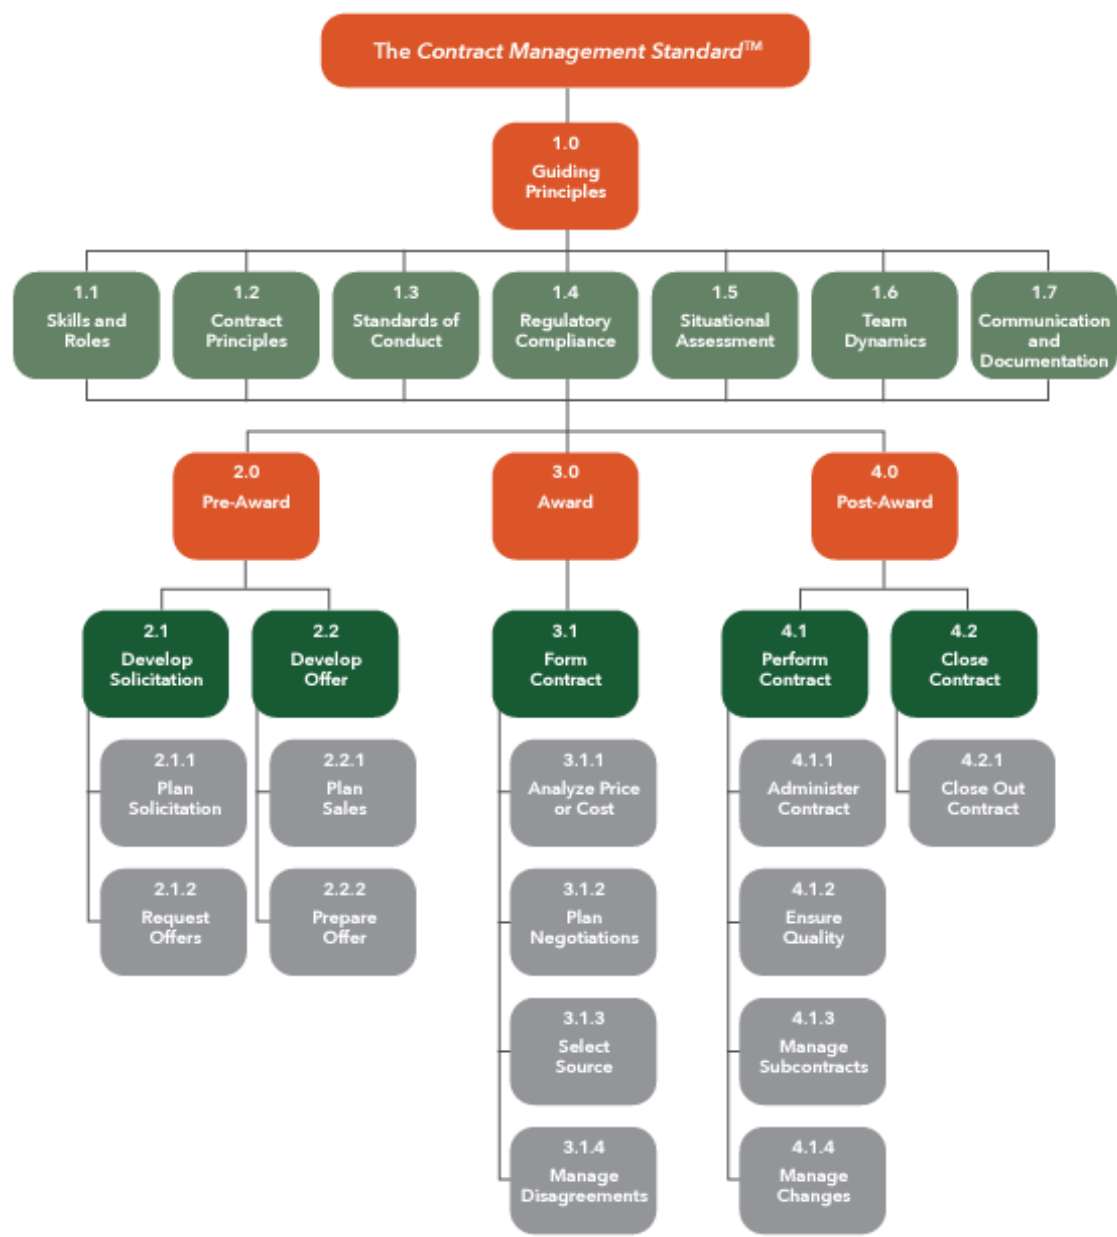 The Contract Management Standard™
1.0
Guiding
Principles
1.1
Skills and
Roles
1.2
Contract
Principles
1.3
Standards of
Conduct
1.4
Regulatory
Compliance
1.5
Situational
Assessment
1.6
Team
Dynamics
1.7
Communication
and
Documentation
2.0
Pre-Award
3.0
Award
4.0
Post-Award
2.1
Develop
Solicitation
2.2
Develop
Offer
3.1
Form
Contract
4.1
Perform
Contract
4.2
Close
Contract
2.1.1
Plan
Solicitation
2.2.1
Plan
Sales
3.1.1
Analyze Price
or Cost
4.1.1
Administer
Contract
4.2.1
Close Out
Contract
2.1.2
Request
Offers
2.2.2
Prepare
Offer
3.1.2
Plan
Negotiations
4.1.2
Ensure
Quality
3.1.3
Select
Source
4.1.3
Manage
Subcontracts
3.1.4
Manage
Disagreements
4.1.4
Manage
Changes